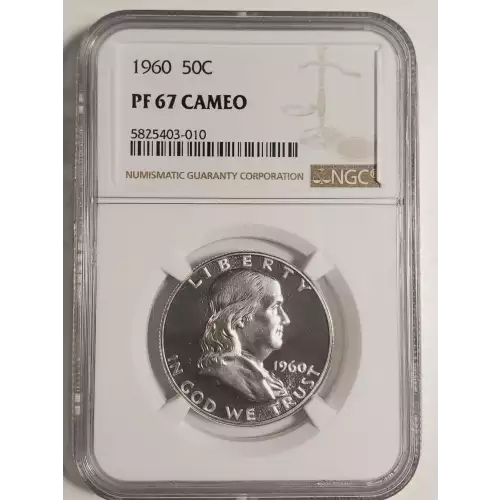 1960 50C
PF 67 CAMEO
5825403-010
NUMISMATIC GUARANTY CORPORATION
NGC
LIBERTY
1960
IN GOD WE TRUST